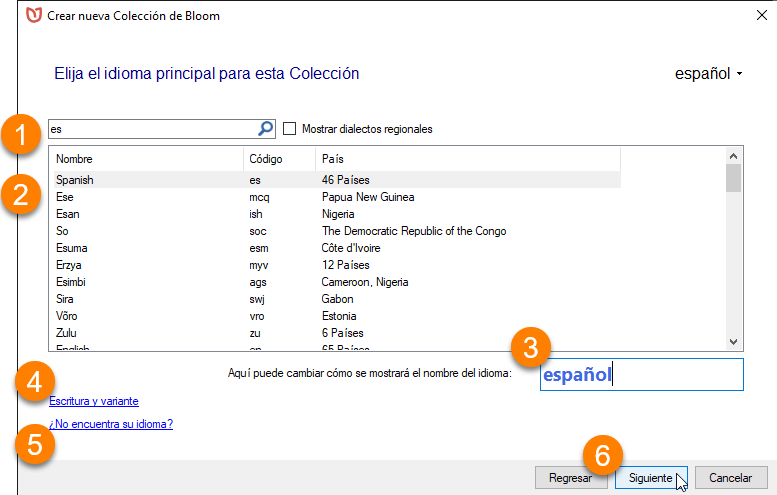 Crear nueva Colección de Bloom
Elija el idioma principal para esta Colección
español
1
es
Mostrar dialectos regionales
Nombre Código País
2
Spanish es 46 Países
Ese mcq Papua New Guinea
Esan ish Nigeria
So soc The Democratic Republic of the Congo
Esuma esm Côte d'Ivoire
Erzya myv 12 Países
Esimbi ags Cameroon, Nigeria
Sira swj Gabon
Võro vro Estonia
Zulu zu 6 Países
English en 65 Países
3
Aquí puede cambiar cómo se mostrará el nombre del idioma: español
4
Escritura y variante
5
¿No encuentra su idioma?
6
Regresar Siguiente Cancelar